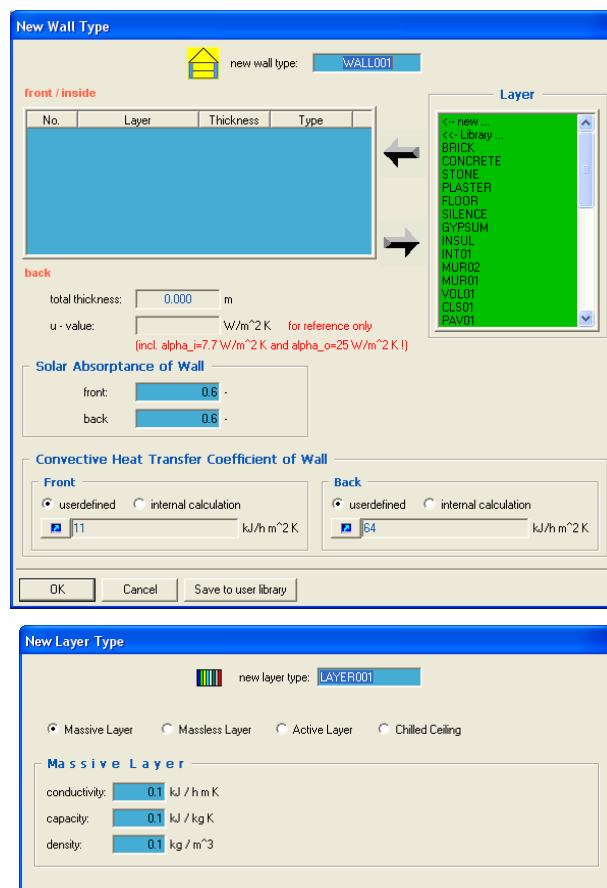 New Wall Type
new wall type: WALL001
front / inside
Layer
No. Layer Thickness Type
<-- new ...
<<- Library ...
BRICK
CONCRETE
STONE
PLASTER
FLOOR
SILENCE
GYPSUM
INSUL
INT01
MUR02
MUR01
VOL01
CLS01
PAV01
back
total thickness: 0.000 m
u - value: W/m^2 K for reference only
(incl. alpha_i=7.7 W/m^2 K and alpha_o=25 W/m^2 K !)
Solar Absorptance of Wall
front: 0.6 -
back 0.6 -
Convective Heat Transfer Coefficient of Wall
Front
userdefined internal calculation
11 kJ/h m^2 K
Back
userdefined internal calculation
64 kJ/h m^2 K
OK Cancel Save to user library
New Layer Type
new layer type: LAYER001
Massive Layer Massless Layer Active Layer Chilled Ceiling
Massive Layer
conductivity: 0.1 kJ / h m K
capacity: 0.1 kJ / kg K
density: 0.1 kg / m^3